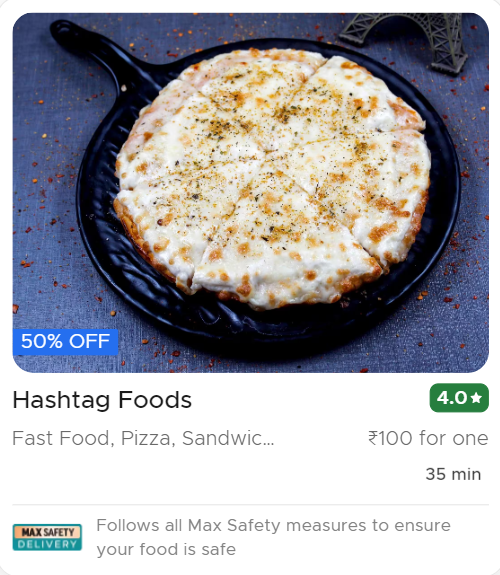 50% OFF
Hashtag Foods
4.0★
Fast Food, Pizza, Sandwic...
₹100 for one
35 min
MAX SAFETY
DELIVERY
Follows all Max Safety measures to ensure
your food is safe